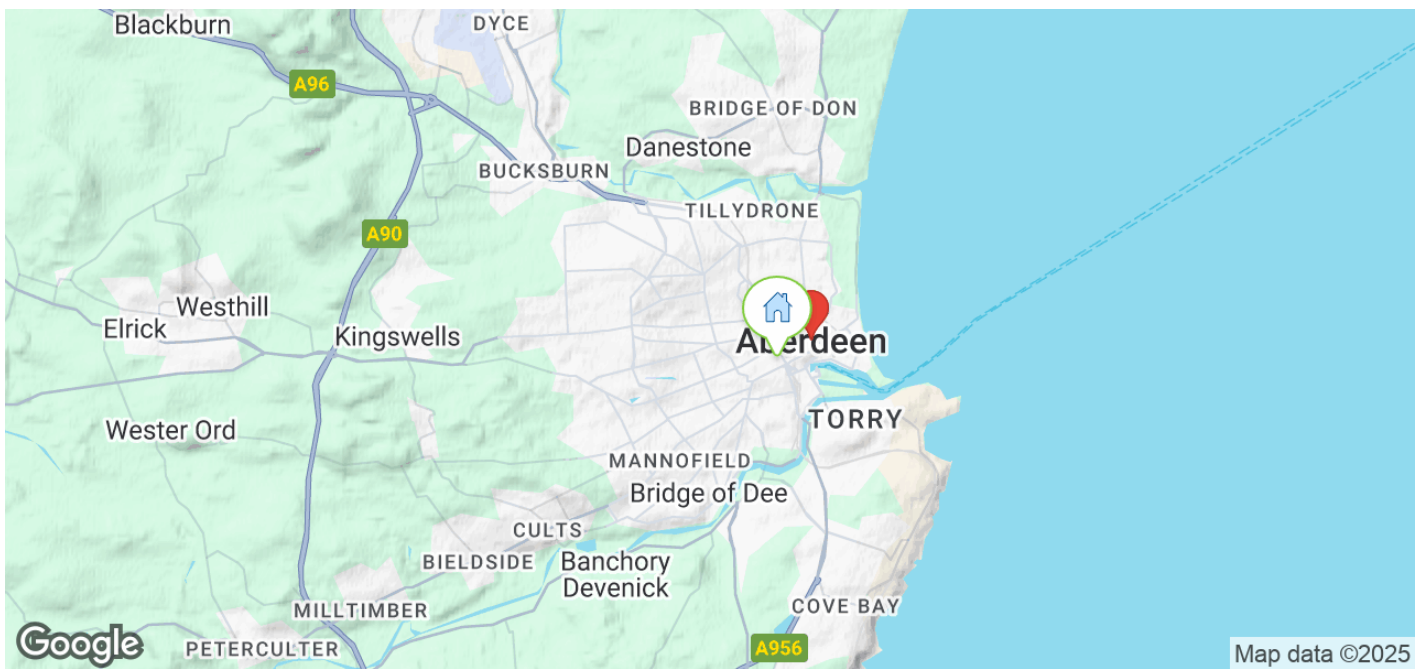 Blackburn
DYCE
A96
BRIDGE OF DON
Danestone
BUCKSBURN
TILLYDRONE
A90
Westhill
Elrick
Kingswells
Aberdeen
TORRY
Wester Ord
MANNOFIELD
Bridge of Dee
CULTS
BIELDSIDE
Banchory
Devenick
MILLTIMBER
COVE BAY
PETERCULTER
A956
Google
Map data ©2025